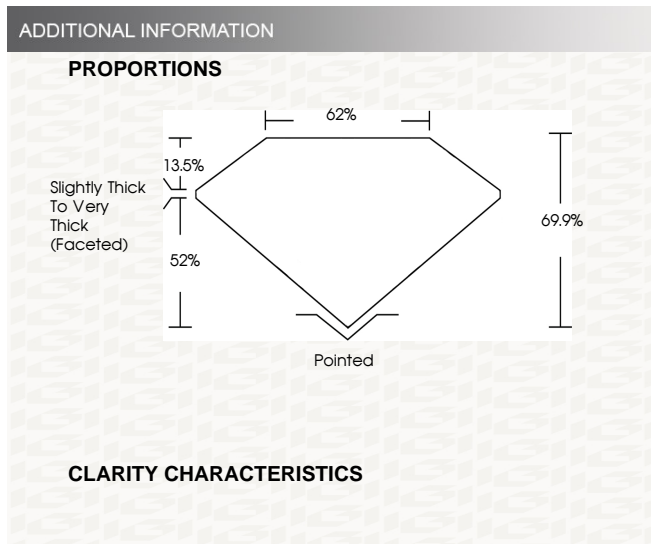 ADDITIONAL INFORMATION
PROPORTIONS
62%
13.5%
Slightly Thick
To Very
Thick
(Faceted)
69.9%
52%
Pointed
CLARITY CHARACTERISTICS